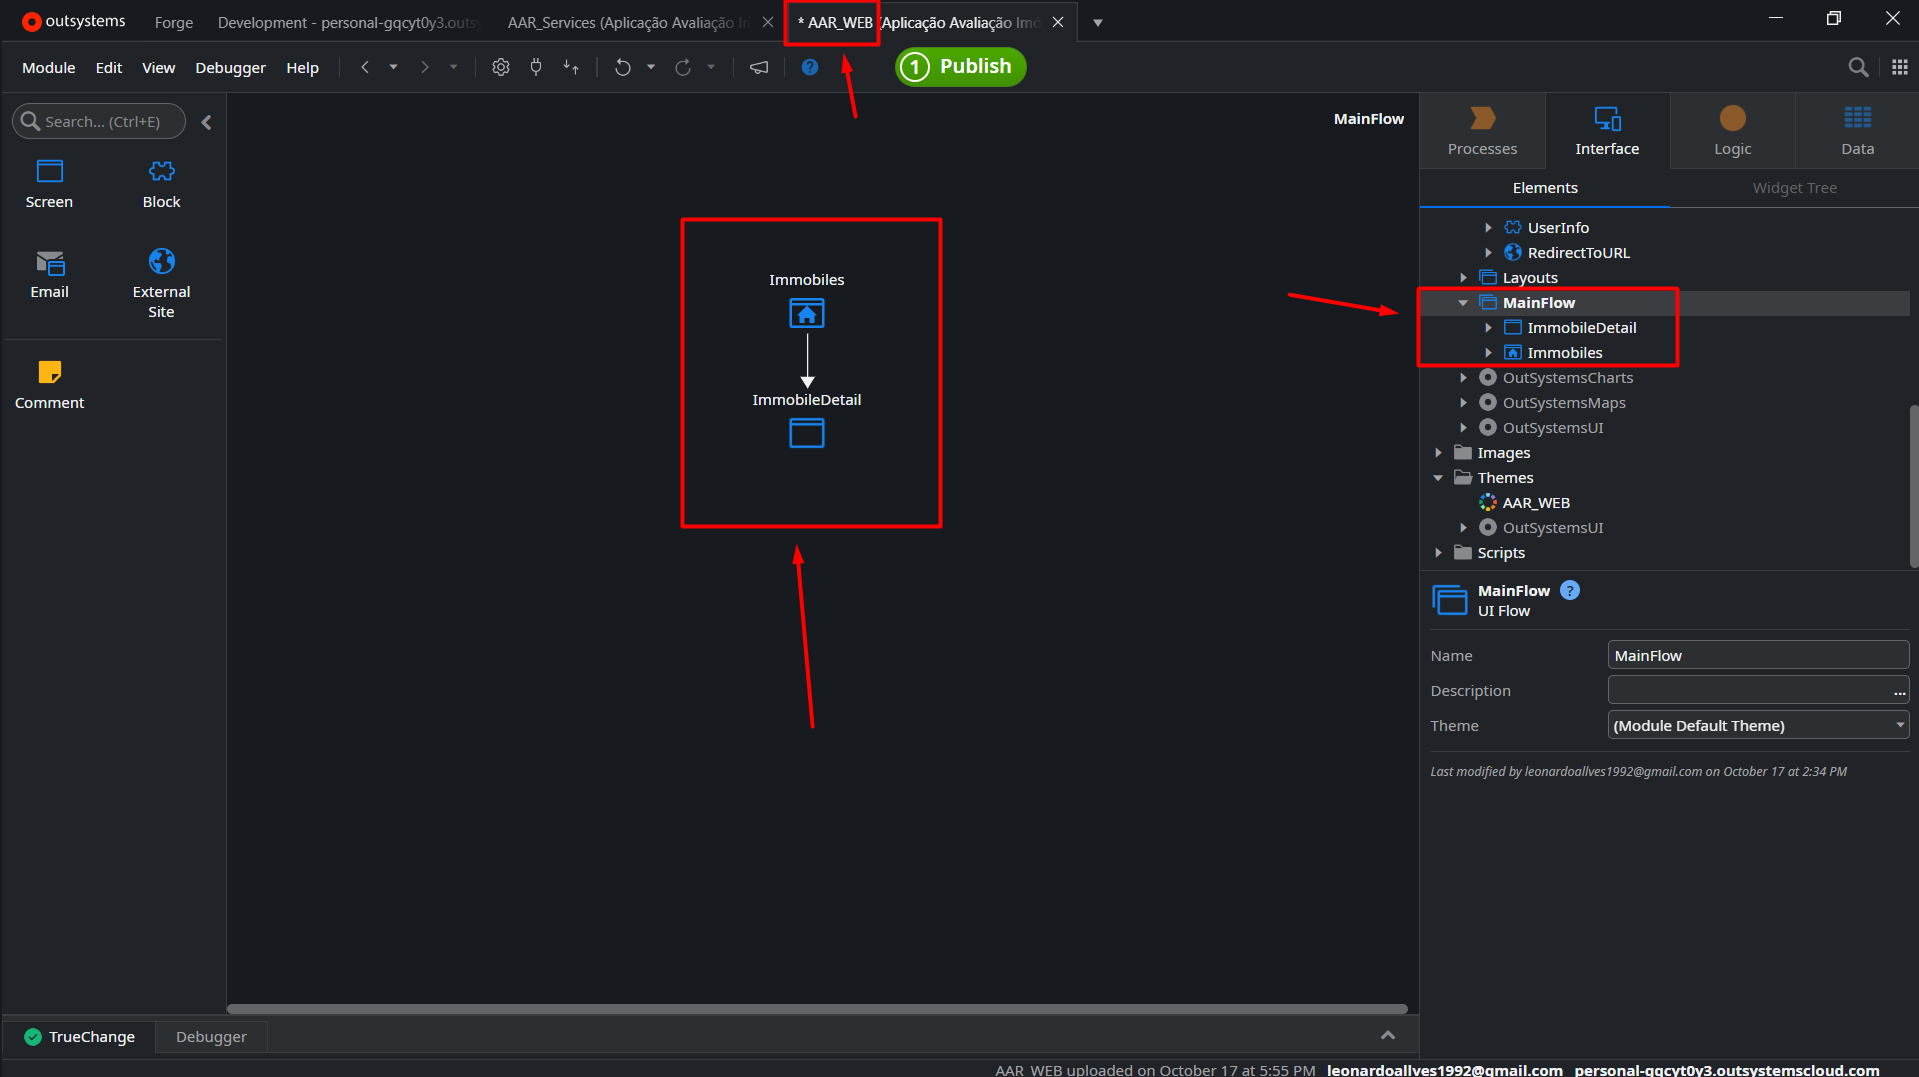 outsystems
Forge
Development - personal-gqcyt0y3.outsy
AAR_Services (Aplicação Avaliação
* AAR_WEB (Aplicação Avaliação Imó
Module
Edit
View
Debugger
Help
1 Publish
Search... (Ctrl+E)
Screen
Block
Email
External
Site
Comment
MainFlow
Immobiles
ImmobileDetail
Processes
Interface
Logic
Data
Elements
Widget Tree
UserInfo
RedirectToURL
Layouts
MainFlow
ImmobileDetail
Immobiles
OutSystemsCharts
OutSystemsMaps
OutSystemsUI
Images
Themes
AAR_WEB
OutSystemsUI
Scripts
MainFlow ?
UI Flow
Name
MainFlow
Description
...
Theme
(Module Default Theme)
Last modified by leonardoallves1992@gmail.com on October 17 at 2:34 PM
TrueChange
Debugger
AAR_WEB uploaded on October 17 at 5:55 PM leonardoallves1992@gmail.com personal-gqcyt0y3.outsystemscloud.com